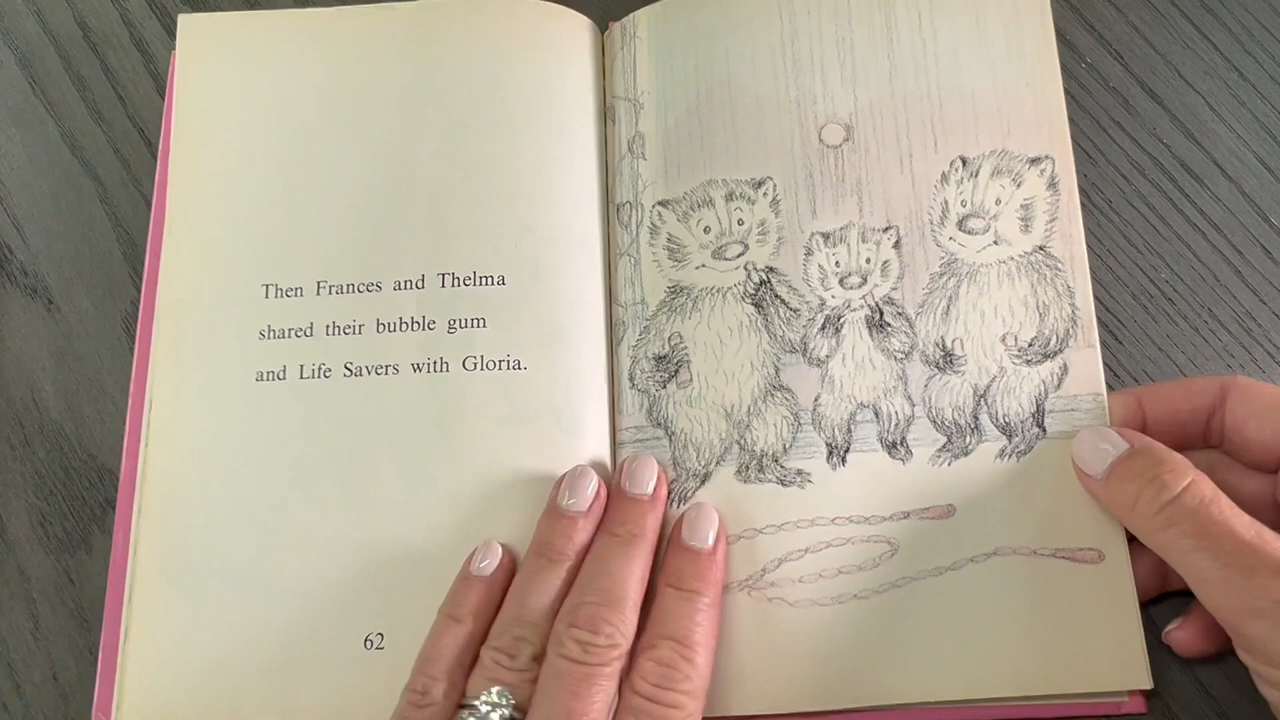 Then Frances and Thelma
shared their bubble gum
and Life Savers with Gloria.
62